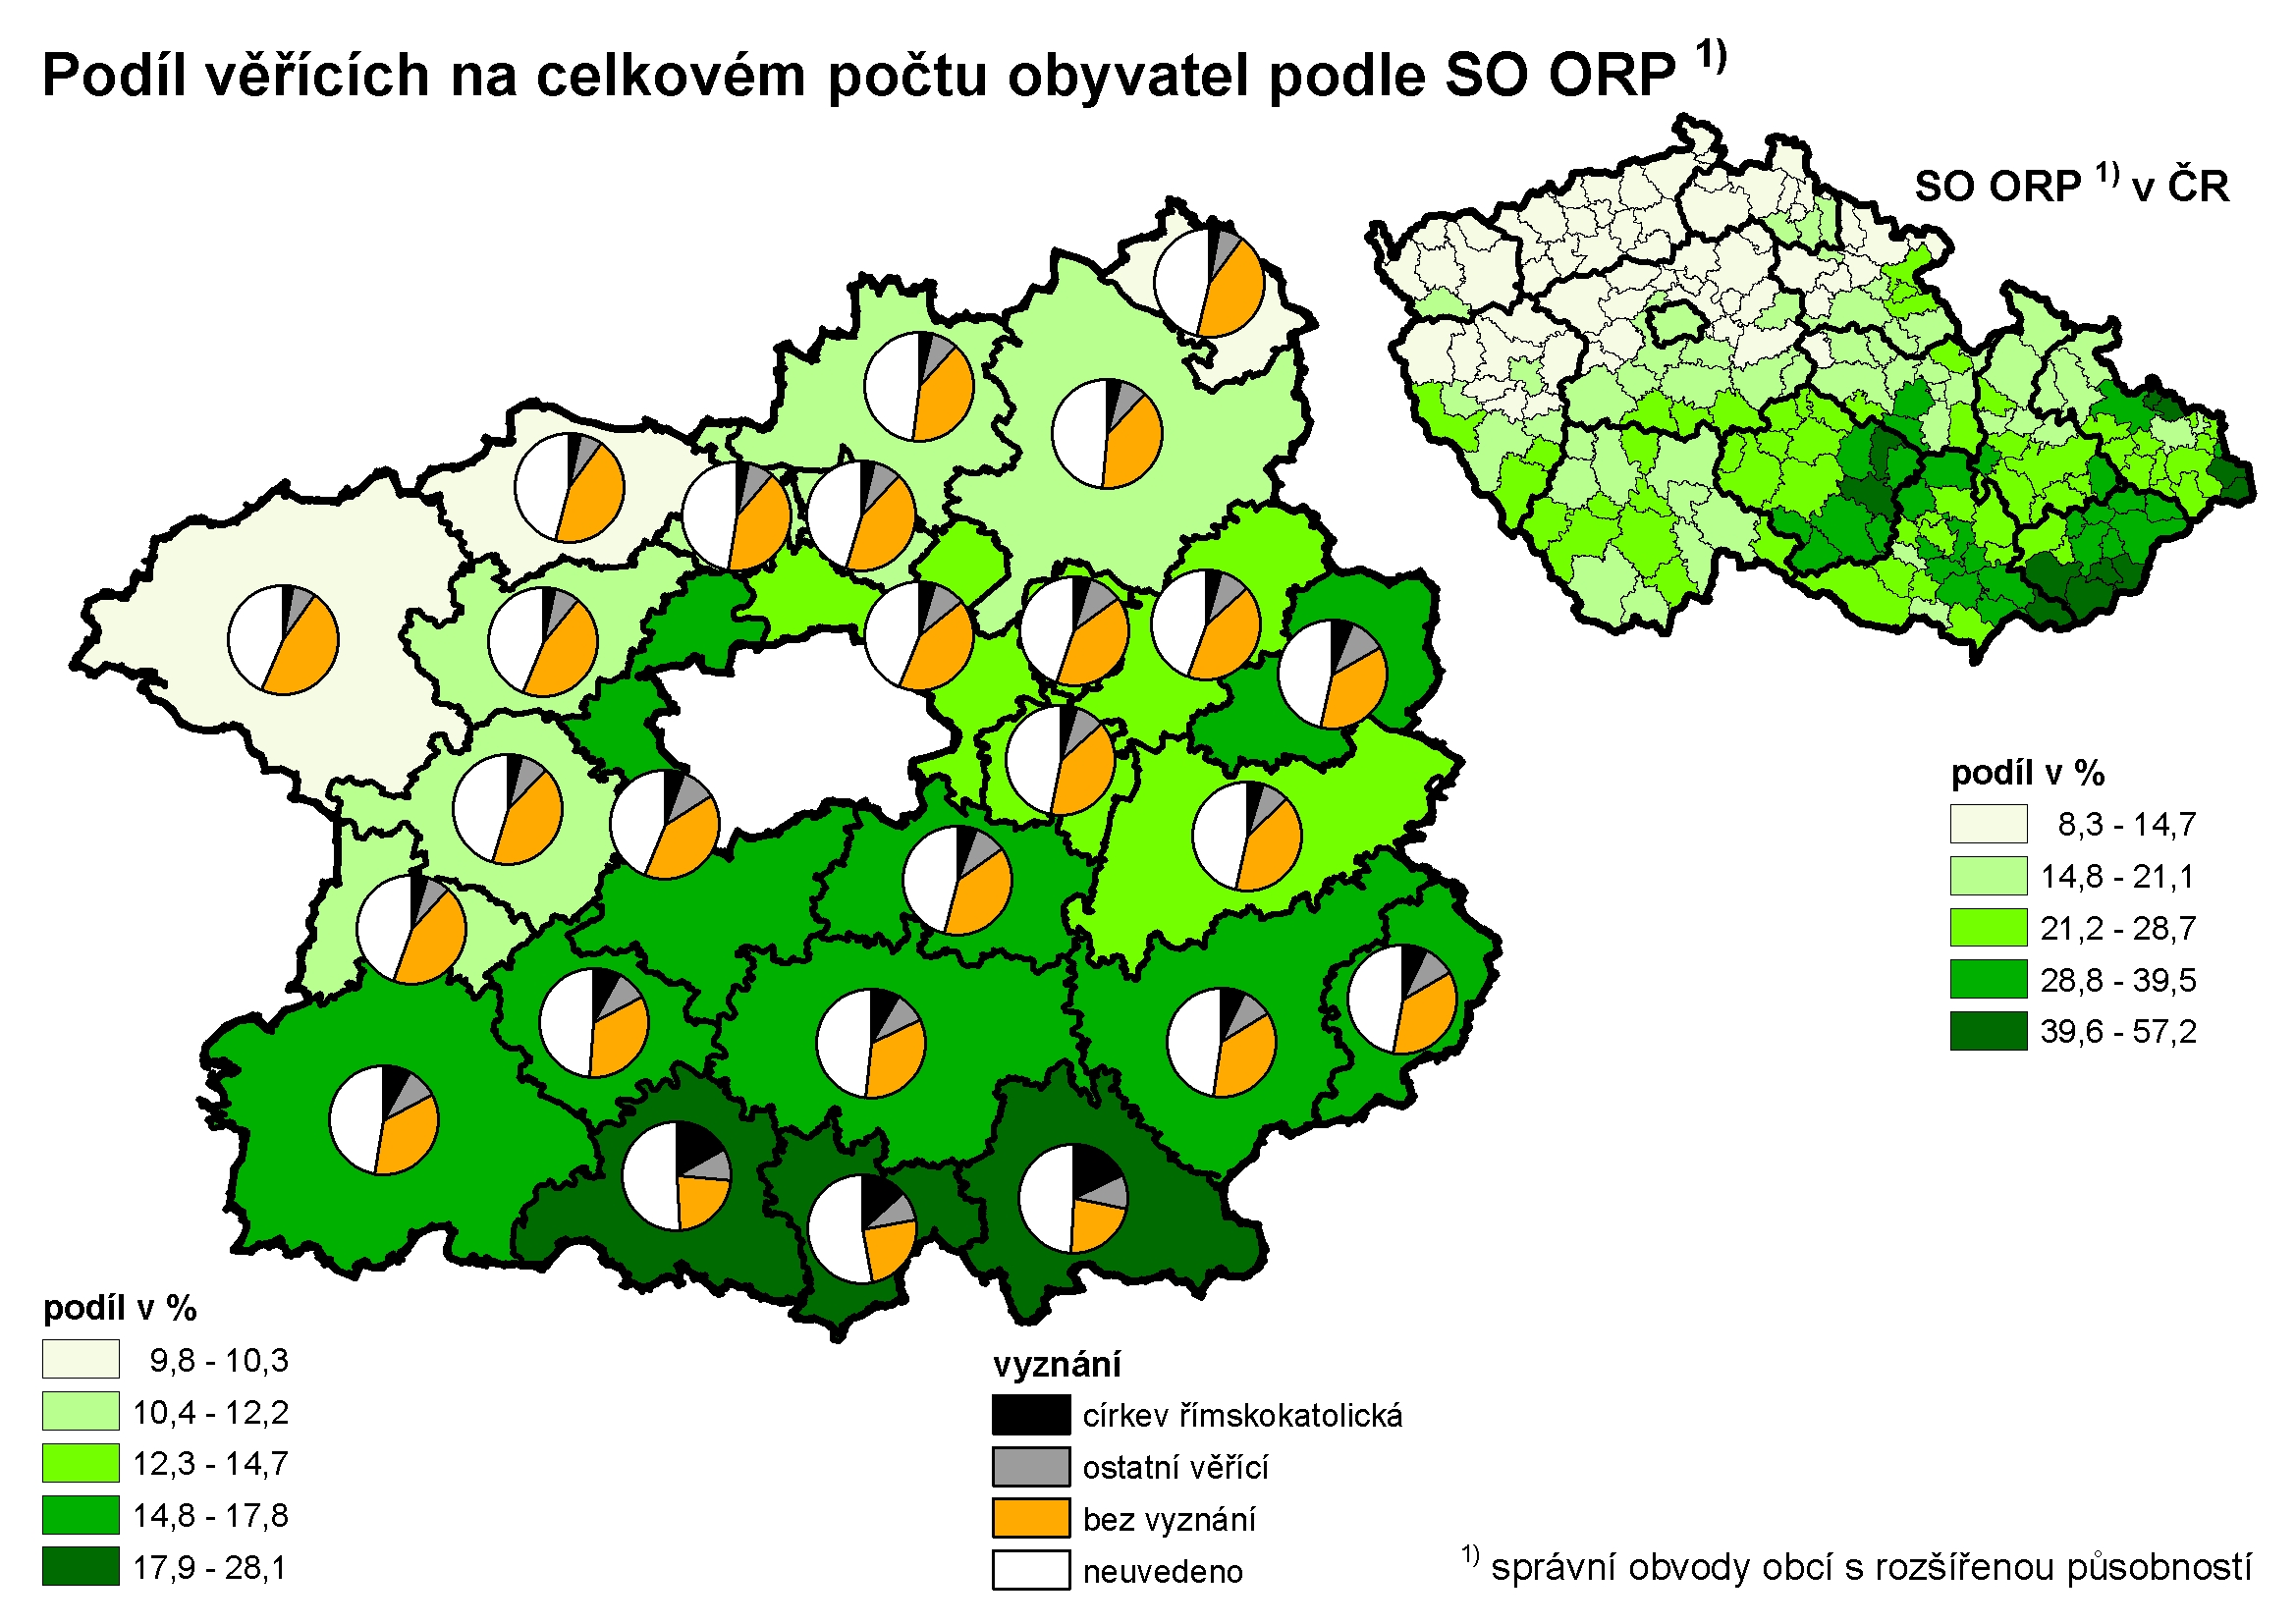 Podíl věřících na celkovém počtu obyvatel podle SO ORP 1)
SO ORP 1) v ČR
podíl v %
8,3 - 14,7
14,8 - 21,1
21,2 - 28,7
28,8 - 39,5
39,6 - 57,2
podíl v %
9,8 - 10,3
10,4 - 12,2
12,3 - 14,7
14,8 - 17,8
17,9 - 28,1
vyznání
církev římskokatolická
ostatní věřící
bez vyznání
neuvedeno
1) správní obvody obcí s rozšířenou působností